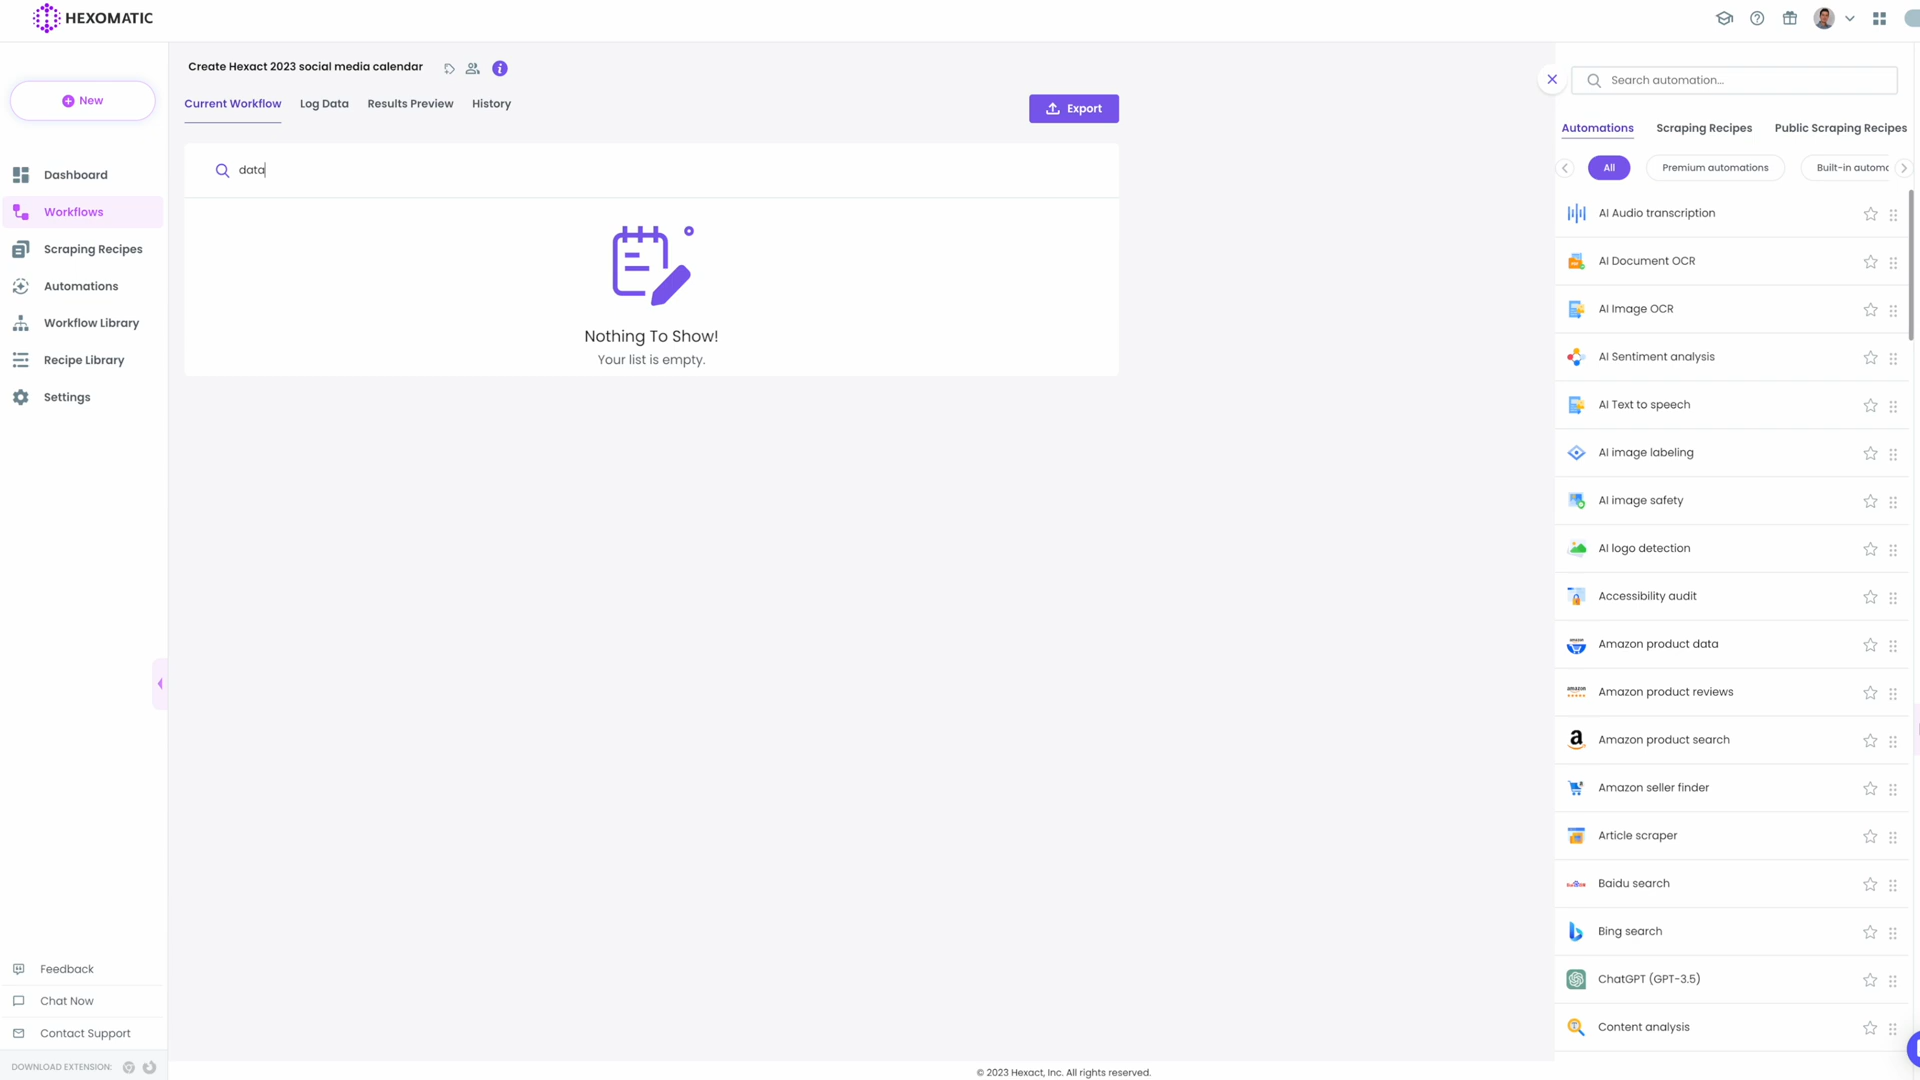 HEXOMATIC
New
Dashboard
Workflows
Scraping Recipes
Automations
Workflow Library
Recipe Library
Settings
Feedback
Chat Now
Contact Support
DOWNLOAD EXTENSION:
Create Hexact 2023 social media calendar
Current Workflow Log Data Results Preview History
Export
data
Nothing To Show!
Your list is empty.
© 2023 Hexact, Inc. All rights reserved.
Search automation...
Automations Scraping Recipes Public Scraping Recipes
All Premium automations Built-in automa
AI Audio transcription
AI Document OCR
AI Image OCR
AI Sentiment analysis
AI Text to speech
AI image labeling
AI image safety
AI logo detection
Accessibility audit
Amazon product data
Amazon product reviews
Amazon product search
Amazon seller finder
Article scraper
Baidu search
Bing search
ChatGPT (GPT-3.5)
Content analysis